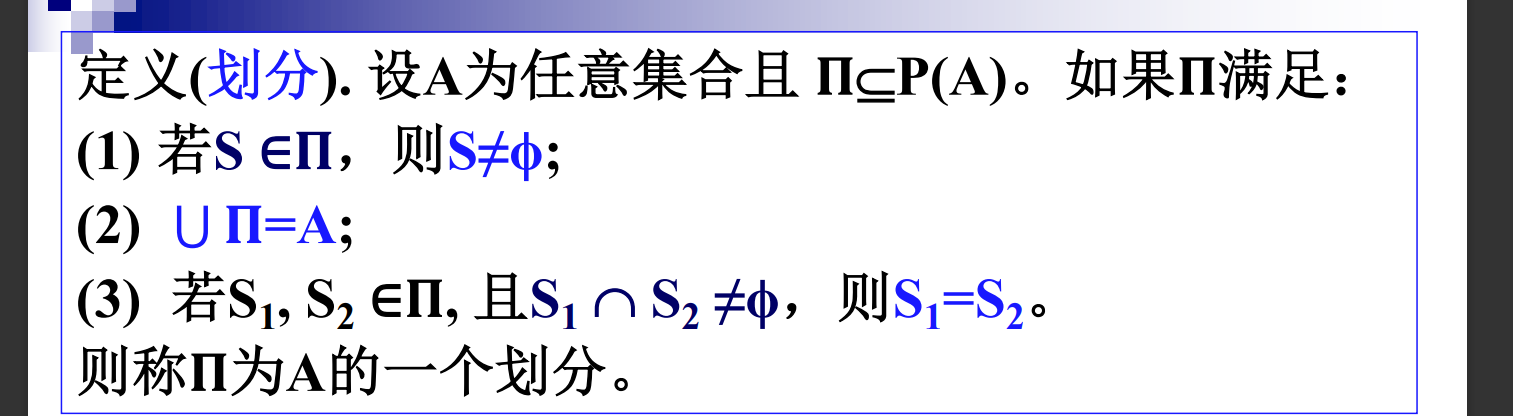 定义(划分). 设A为任意集合且 Π⊆P(A)。如果Π满足：
(1) 若S ∈Π，则S≠ϕ;
(2) ∪Π=A;
(3) 若S₁, S₂ ∈Π, 且S₁ ∩ S₂ ≠ϕ，则S₁=S₂。
则称Π为A的一个划分。